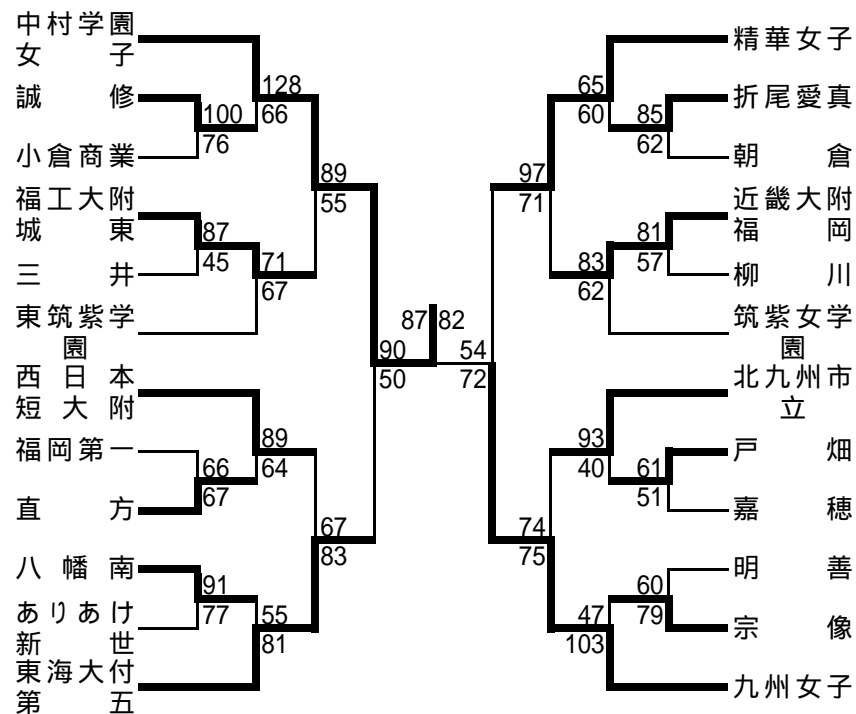 中村学園
女子
128
66
誠修
100
76
小倉商業
89
55
福工大附
城東
87
45
三井
71
67
東筑紫学
園
87
82
90
50
西日本
短大附
89
64
福岡第一
66
67
直方
67
83
八幡南
91
77
ありあけ
新世
55
81
東海大付
第五
精華女子
65
60
折尾愛真
85
62
朝倉
97
71
近畿大附
福岡
81
57
柳川
83
62
筑紫女学
園
54
72
北九州市
立
93
40
戸畑
61
51
嘉穂
74
75
明善
60
79
宗像
47
103
九州女子